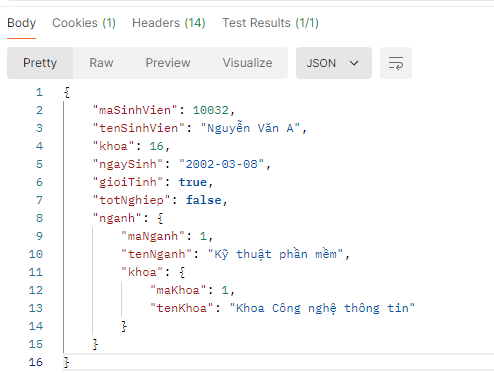 Body Cookies (1) Headers (14) Test Results (1/1)
Pretty Raw Preview Visualize JSON
1 {
2 "maSinhVien": 10032,
3 "tenSinhVien": "Nguyễn Văn A",
4 "khoa": 16,
5 "ngaySinh": "2002-03-08",
6 "gioiTinh": true,
7 "totNghiep": false,
8 "nganh": {
9 "maNganh": 1,
10 "tenNganh": "Kỹ thuật phần mềm",
11 "khoa": {
12 "maKhoa": 1,
13 "tenKhoa": "Khoa Công nghệ thông tin"
14 }
15 }
16 }